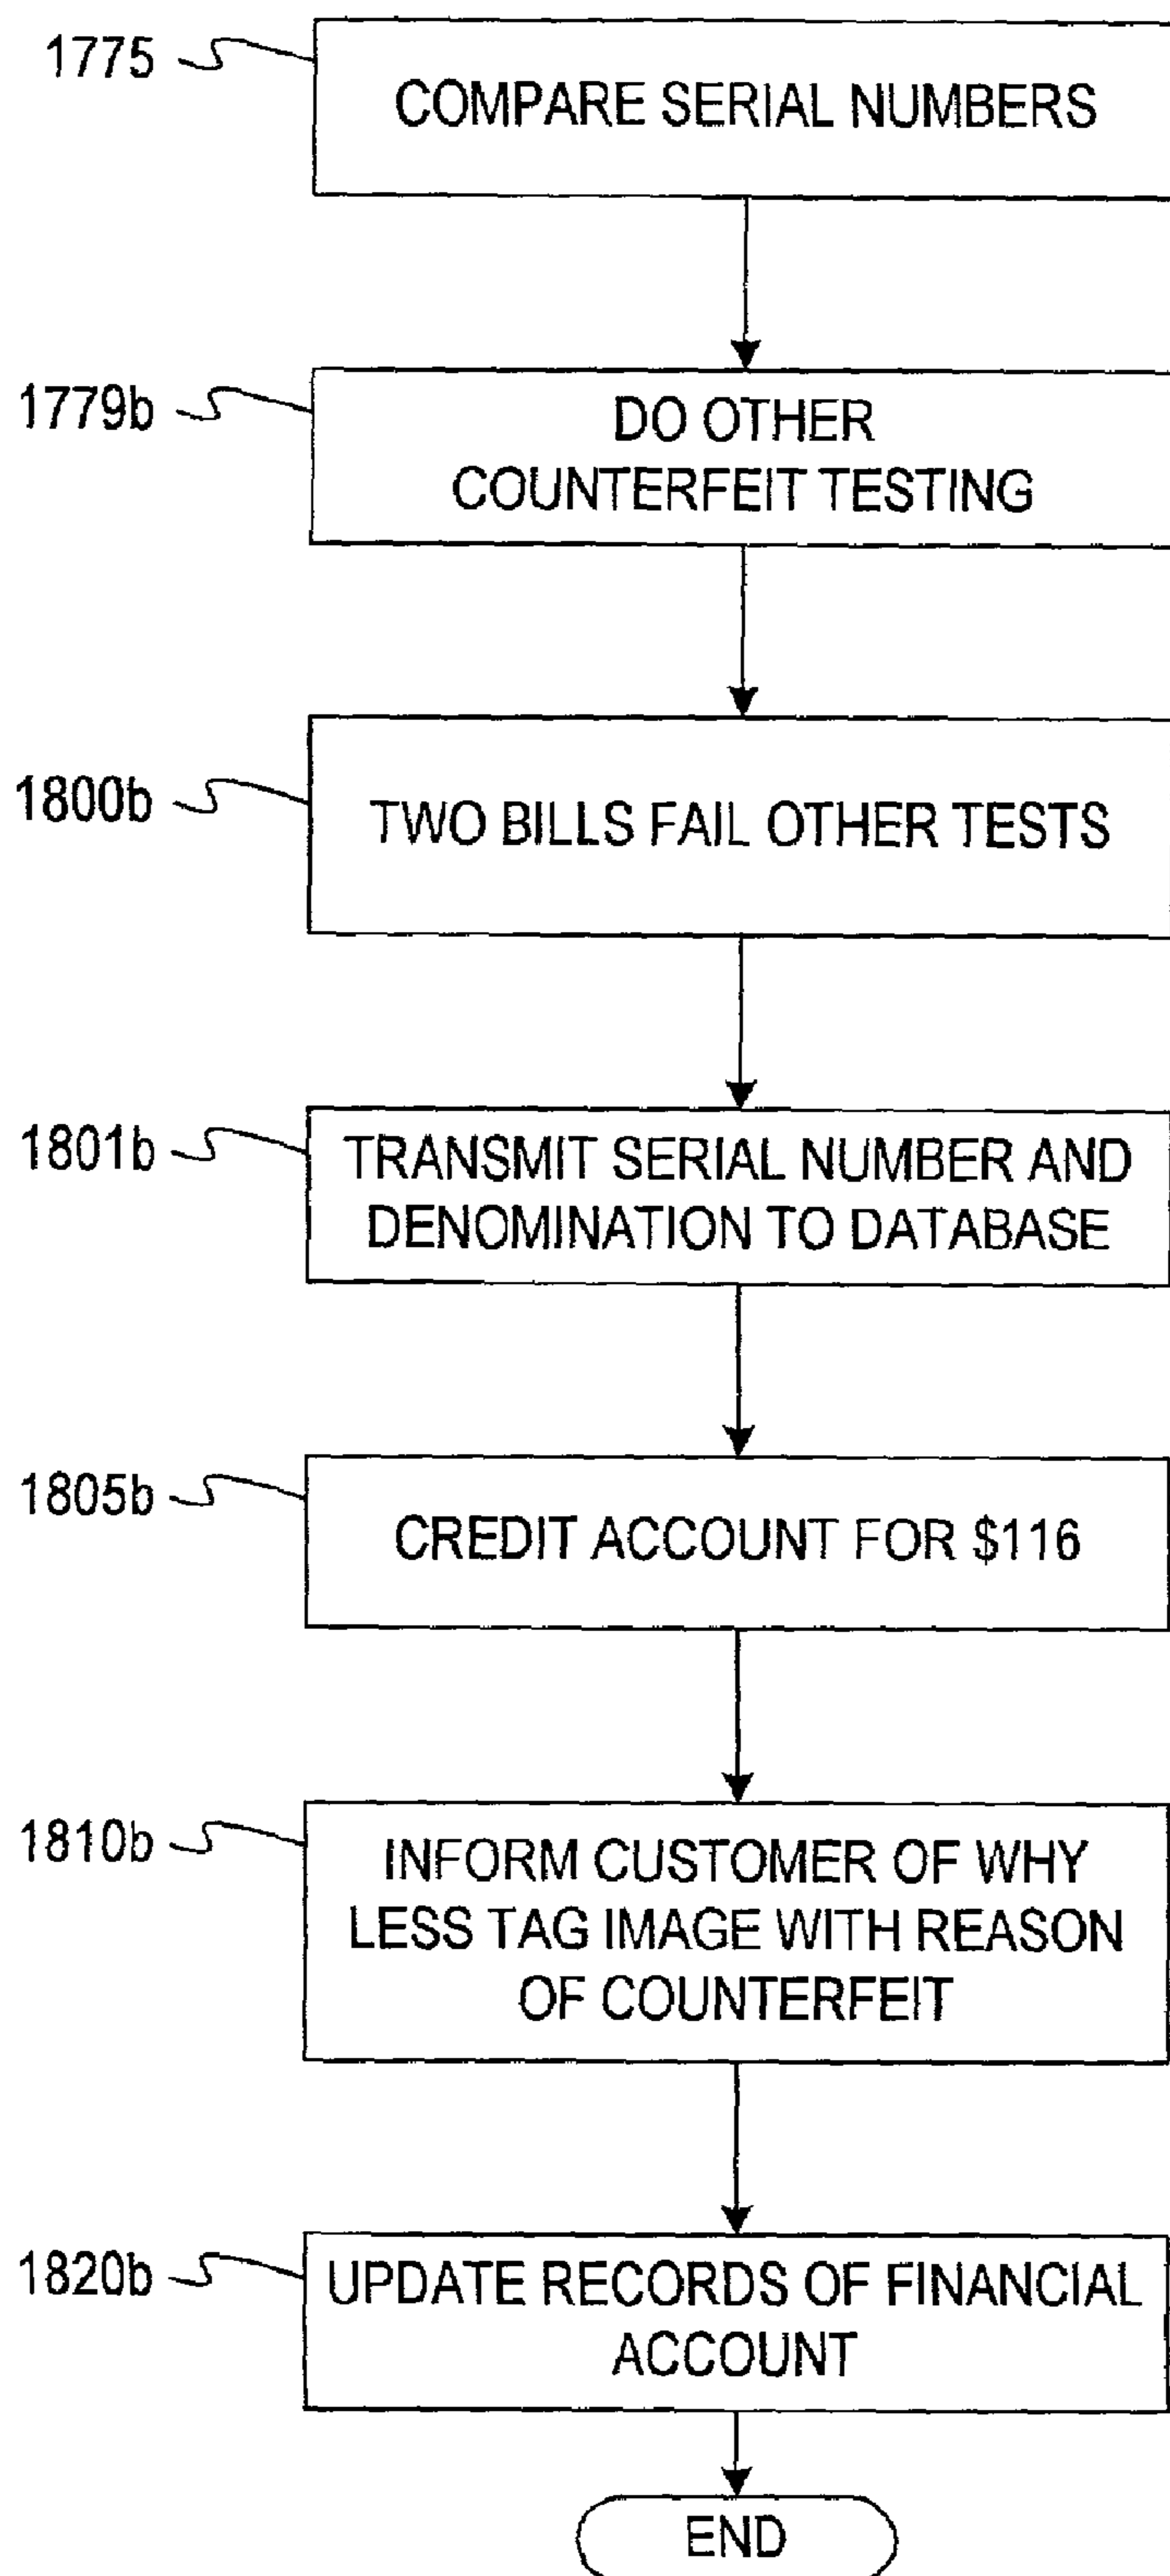 1775
COMPARE SERIAL NUMBERS
1779b
DO OTHER
COUNTERFEIT TESTING
1800b
TWO BILLS FAIL OTHER TESTS
1801b
TRANSMIT SERIAL NUMBER AND
DENOMINATION TO DATABASE
1805b
CREDIT ACCOUNT FOR $116
1810b
INFORM CUSTOMER OF WHY
LESS TAG IMAGE WITH REASON
OF COUNTERFEIT
1820b
UPDATE RECORDS OF FINANCIAL
ACCOUNT
END